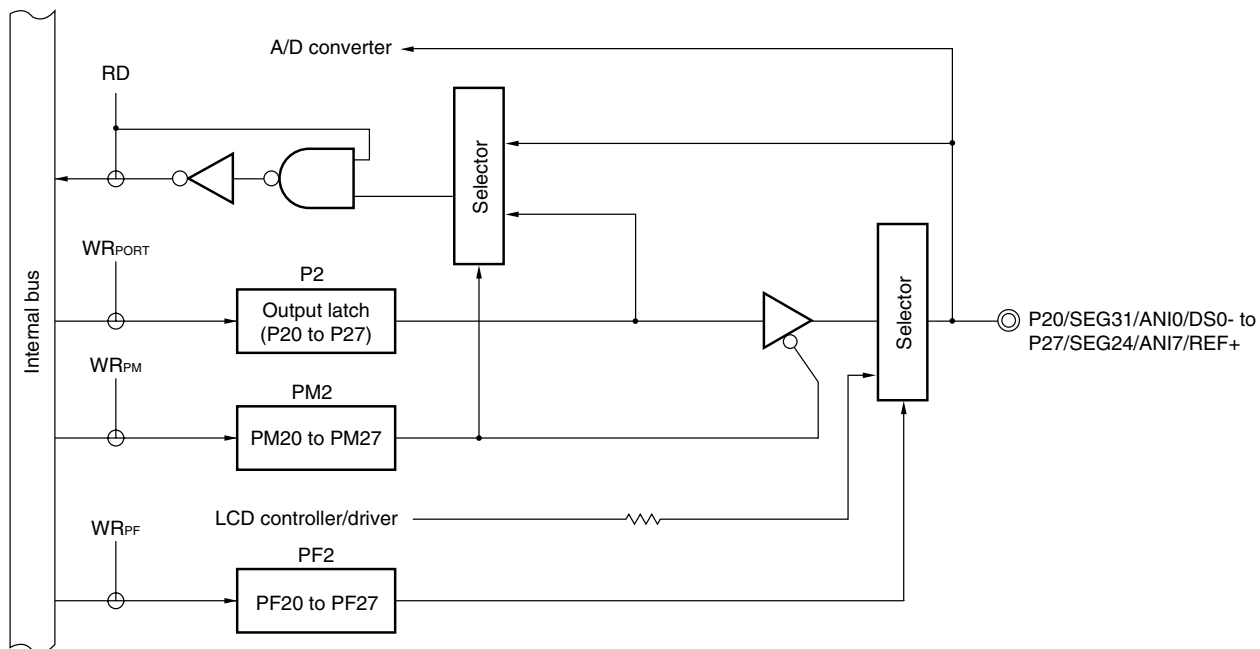 A/D converter
RD
Selector
WRPORT
P2
Output latch
(P20 to P27)
Selector
P20/SEG31/ANI0/DS0- to
P27/SEG24/ANI7/REF+
Internal bus
WRPM
PM2
PM20 to PM27
LCD controller/driver
WRPF
PF2
PF20 to PF27